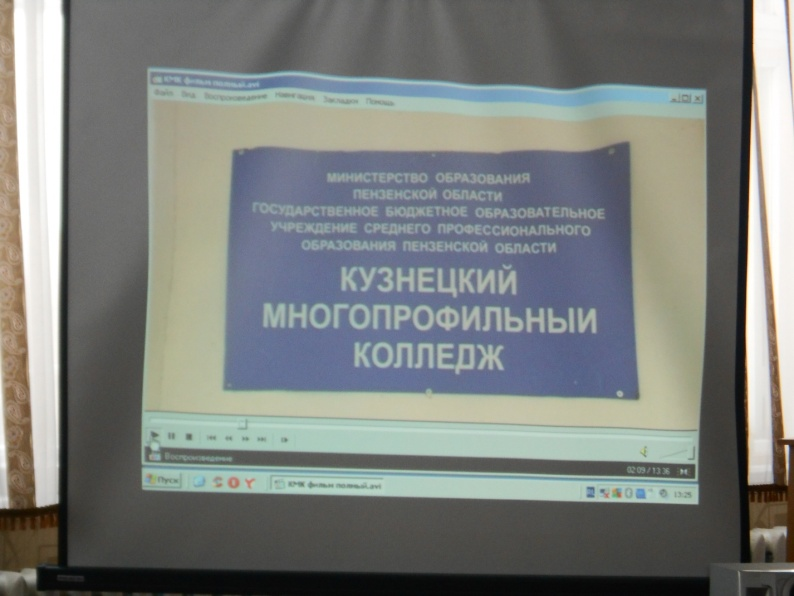 КМК фильм полный.avi
Файл Вид Воспроизведение Навигация Закладки Помощь
МИНИСТЕРСТВО ОБРАЗОВАНИЯ
ПЕНЗЕНСКОЙ ОБЛАСТИ
ГОСУДАРСТВЕННОЕ БЮДЖЕТНОЕ ОБРАЗОВАТЕЛЬНОЕ
УЧРЕЖДЕНИЕ СРЕДНЕГО ПРОФЕССИОНАЛЬНОГО
ОБРАЗОВАНИЯ ПЕНЗЕНСКОЙ ОБЛАСТИ
КУЗНЕЦКИЙ
МНОГОПРОФИЛЬНЫЙ
КОЛЛЕДЖ
Воспроизведение
02:09 / 13:36
Пуск
КМК фильм полный.avi
13:25